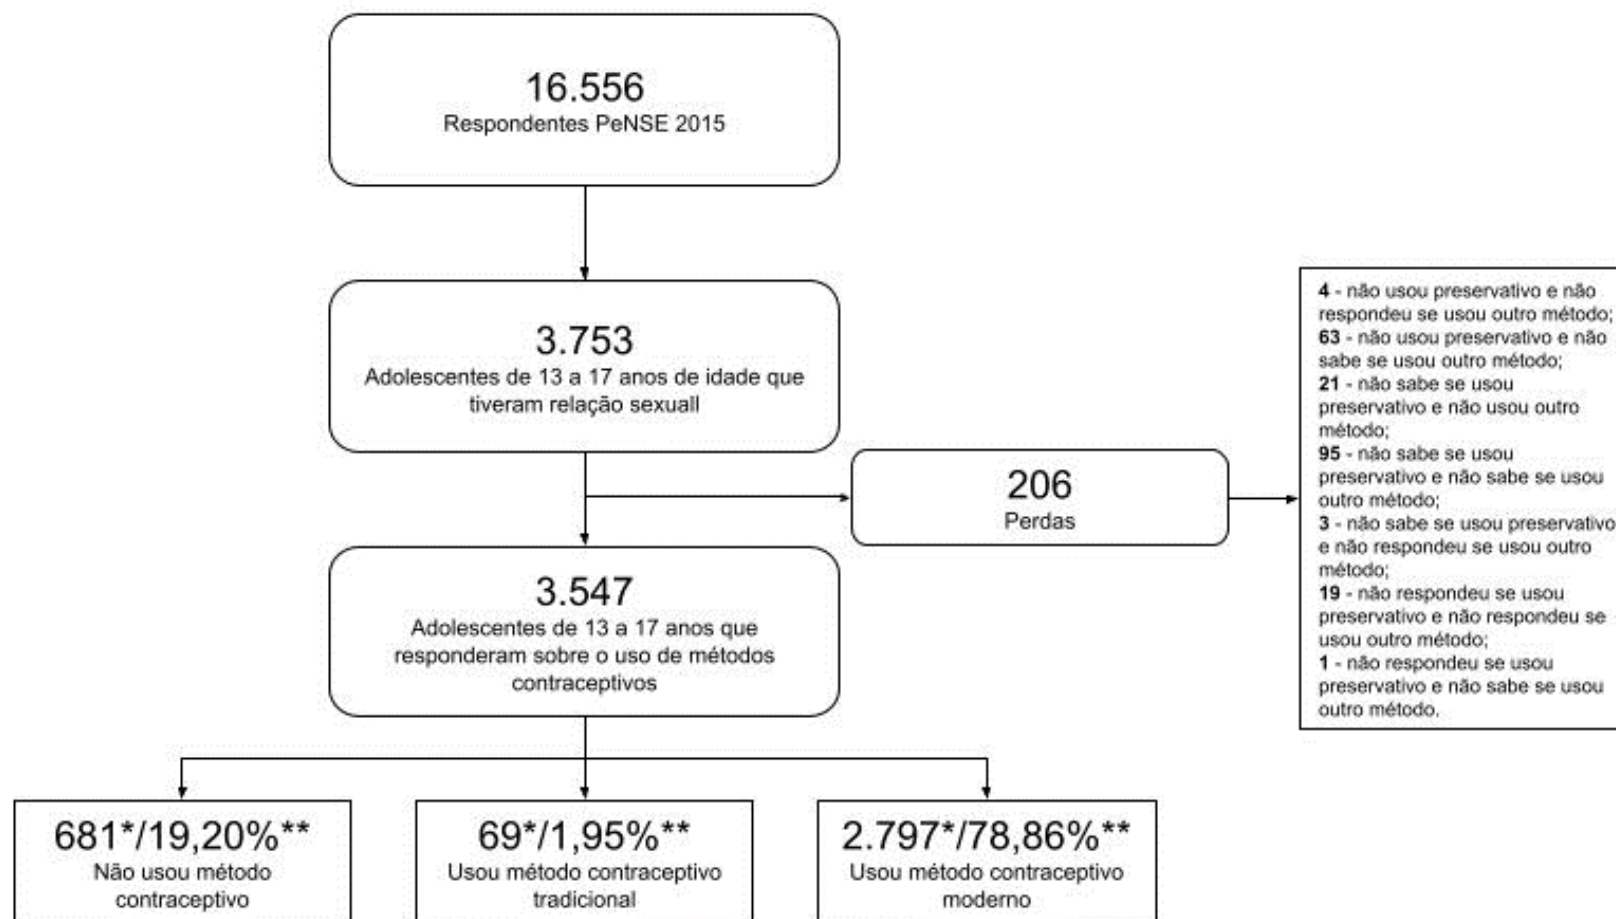 16.556
Respondentes PeNSE 2015
3.753
Adolescentes de 13 a 17 anos de idade que
tiveram relação sexuall
206
Perdas
4 - não usou preservativo e não
respondeu se usou outro método;
63 - não usou preservativo e não
sabe se usou outro método;
21 - não sabe se usou
preservativo e não usou outro
método;
95 - não sabe se usou
preservativo e não sabe se usou
outro método;
3 - não sabe se usou preservativo
e não respondeu se usou outro
método;
19 - não respondeu se usou
preservativo e não respondeu se
usou outro método;
1 - não respondeu se usou
preservativo e não sabe se usou
outro método.
3.547
Adolescentes de 13 a 17 anos que
responderam sobre o uso de métodos
contraceptivos
681*/19,20%**
Não usou método
contraceptivo
69*/1,95%**
Usou método contraceptivo
tradicional
2.797*/78,86%**
Usou método contraceptivo
moderno